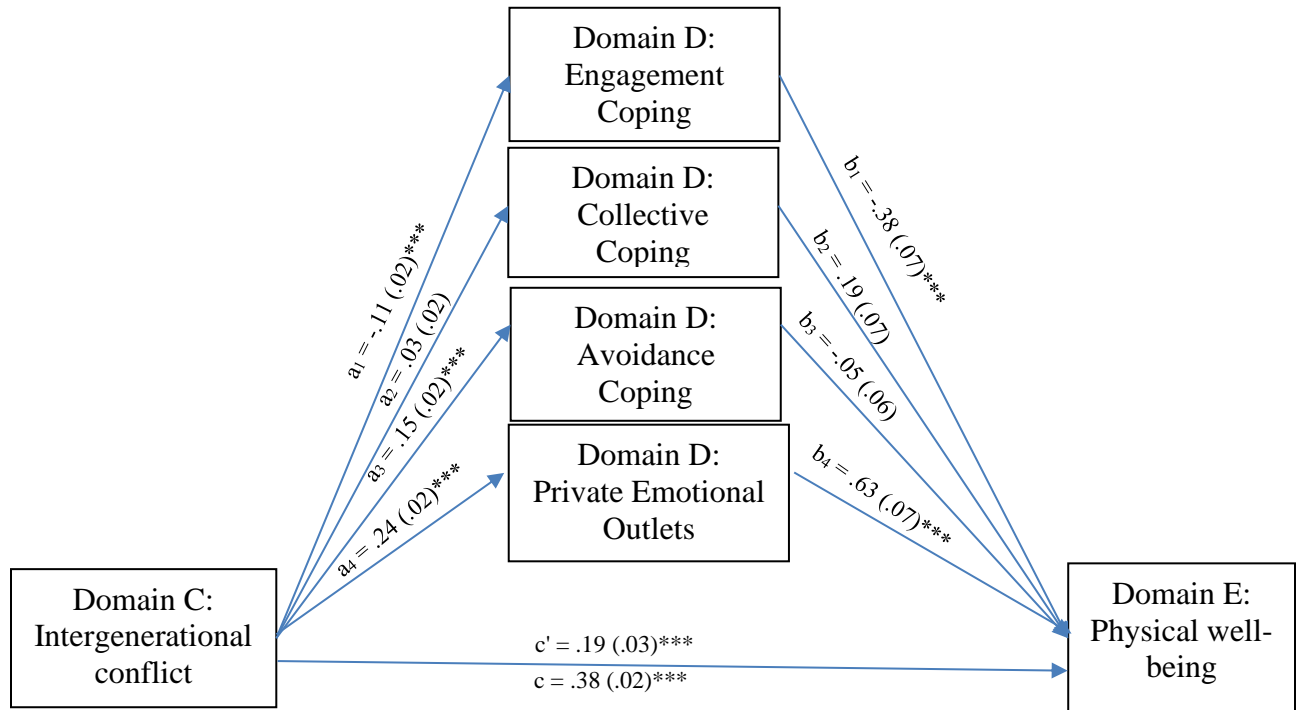 Domain D:
Engagement
Coping
Domain D:
Collective
Coping
Domain D:
Avoidance
Coping
Domain D:
Private Emotional
Outlets
a₁ = -.11 (.02)***
a₂ = .03 (.02)
a₃ = .15 (.02)***
a₄ = .24 (.02)***
b₁ = -.38 (.07)***
b₂ = .19 (.07)
b₃ = -.05 (.06)
b₄ = .63 (.07)***
Domain C:
Intergenerational
conflict
c' = .19 (.03)***
c = .38 (.02)***
Domain E:
Physical well-
being